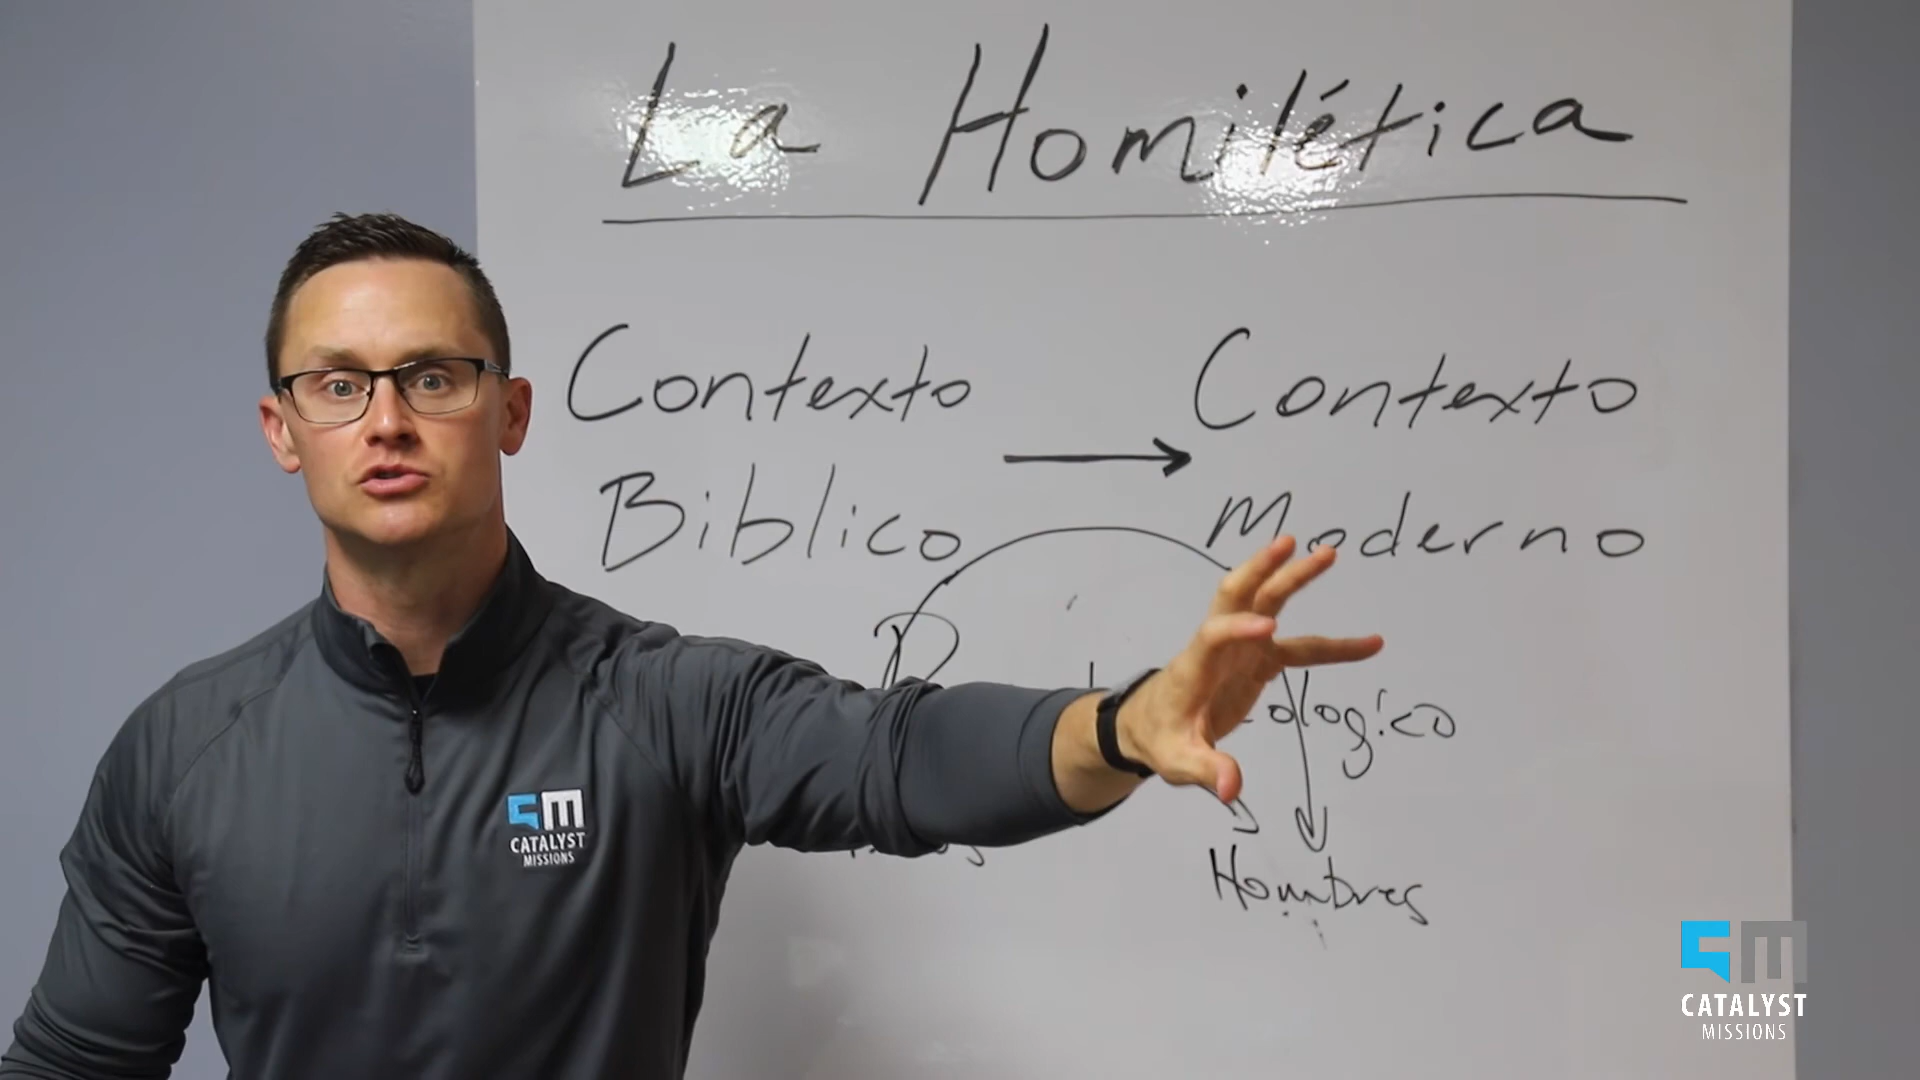 La Homilética
Contexto
Biblico
Contexto
Moderno
Hombres
CATALYST
MISSIONS
CATALYST
MISSIONS